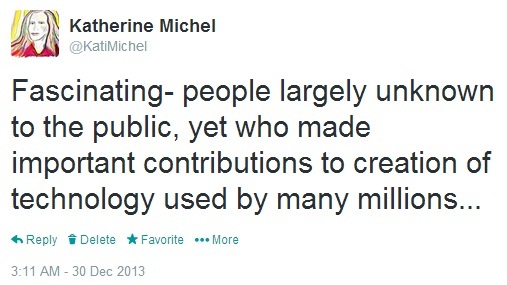 Katherine Michel
@KatiMichel
Fascinating- people largely unknown
to the public, yet who made
important contributions to creation of
technology used by many millions...
Reply Delete Favorite More
3:11 AM - 30 Dec 2013